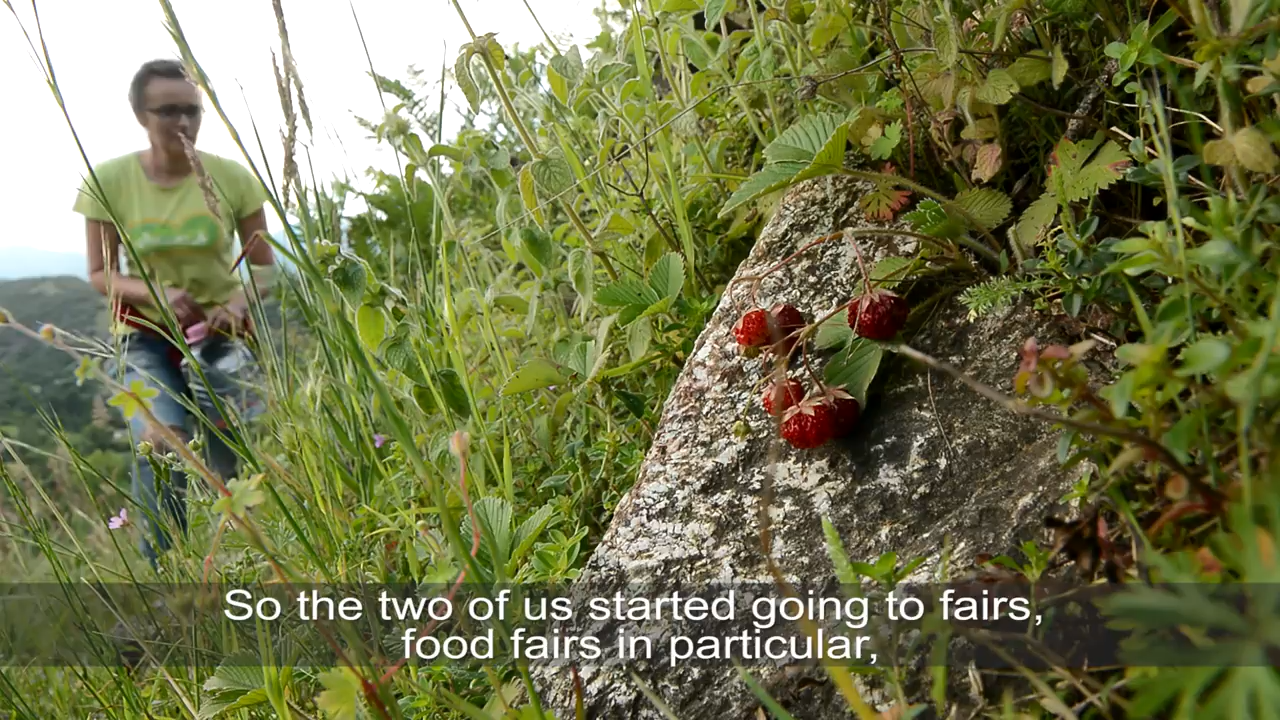 So the two of us started going to fairs,
food fairs in particular,